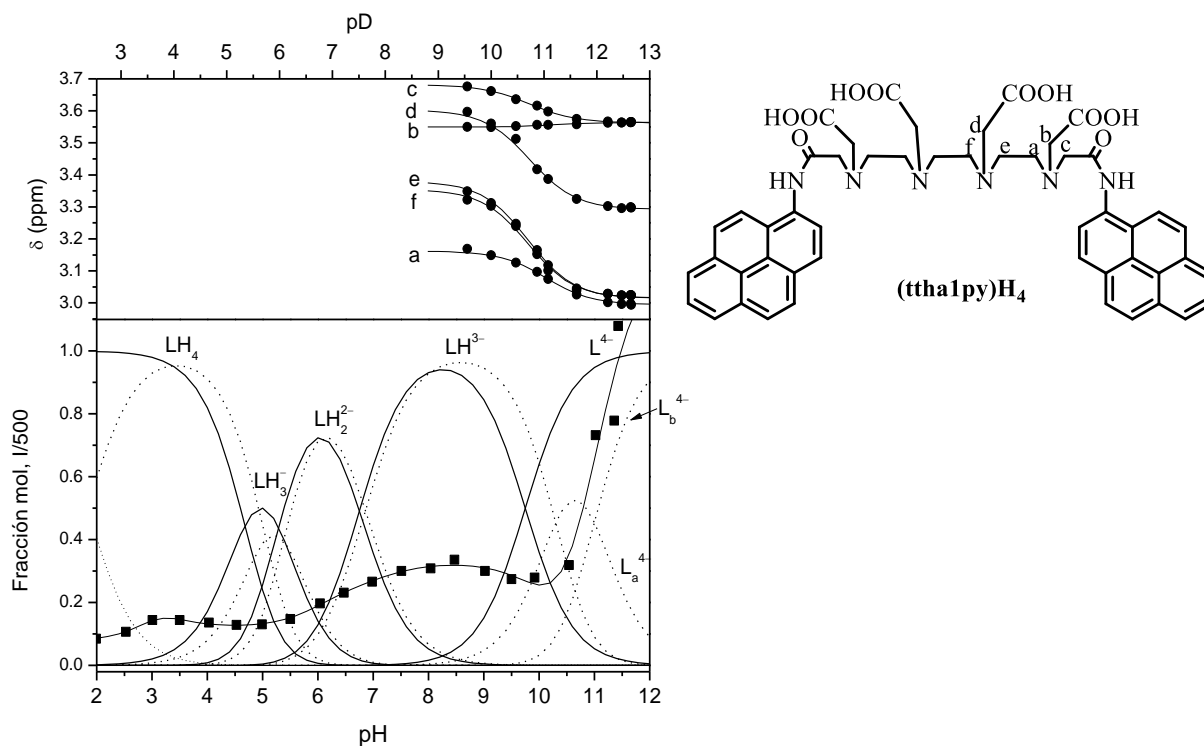 pD
3 4 5 6 7 8 9 10 11 12 13
3.7
3.6
3.5
3.4
3.3
3.2
3.1
3.0
δ (ppm)
c
d
b
e
f
a
1.0
0.8
0.6
0.4
0.2
0.0
Fracción mol, I/500
LH₄
LH₃⁻
LH₂²⁻
LH³⁻
L⁴⁻
L_b⁴⁻
L_a⁴⁻
2 3 4 5 6 7 8 9 10 11 12
pH
HOOC HOOC COOH COOH
d b
O f e a c O
HN N N N N NH
(ttha1py)H₄